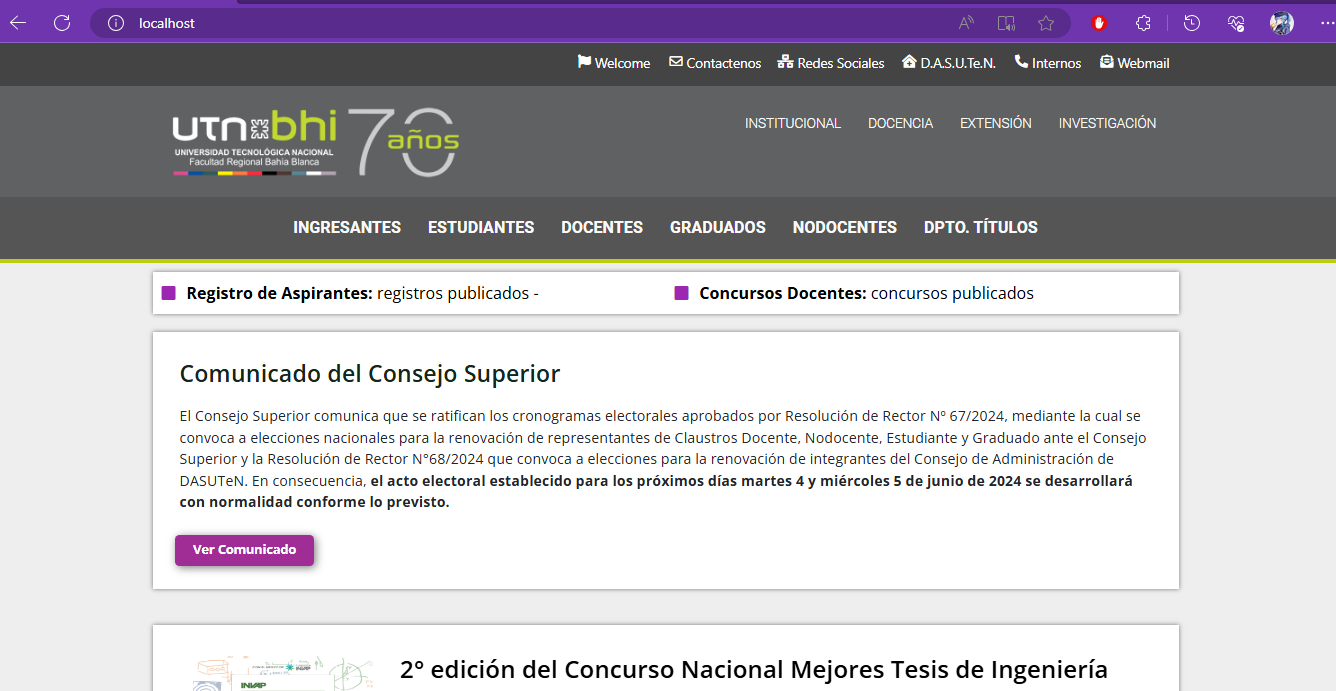 localhost
Welcome Contactenos Redes Sociales D.A.S.U.Te.N. Internos Webmail
utn bhi 70 años
UNIVERSIDAD TECNOLÓGICA NACIONAL
Facultad Regional Bahía Blanca
INSTITUCIONAL DOCENCIA EXTENSIÓN INVESTIGACIÓN
INGRESANTES ESTUDIANTES DOCENTES GRADUADOS NODOCENTES DPTO. TÍTULOS
Registro de Aspirantes: registros publicados -
Concursos Docentes: concursos publicados
Comunicado del Consejo Superior
El Consejo Superior comunica que se ratifican los cronogramas electorales aprobados por Resolución de Rector Nº 67/2024, mediante la cual se
convoca a elecciones nacionales para la renovación de representantes de Claustros Docente, Nodocente, Estudiante y Graduado ante el Consejo
Superior y la Resolución de Rector N°68/2024 que convoca a elecciones para la renovación de integrantes del Consejo de Administración de
DASUTeN. En consecuencia, el acto electoral establecido para los próximos días martes 4 y miércoles 5 de junio de 2024 se desarrollará
con normalidad conforme lo previsto.
Ver Comunicado
2° edición del Concurso Nacional Mejores Tesis de Ingeniería
INVAP